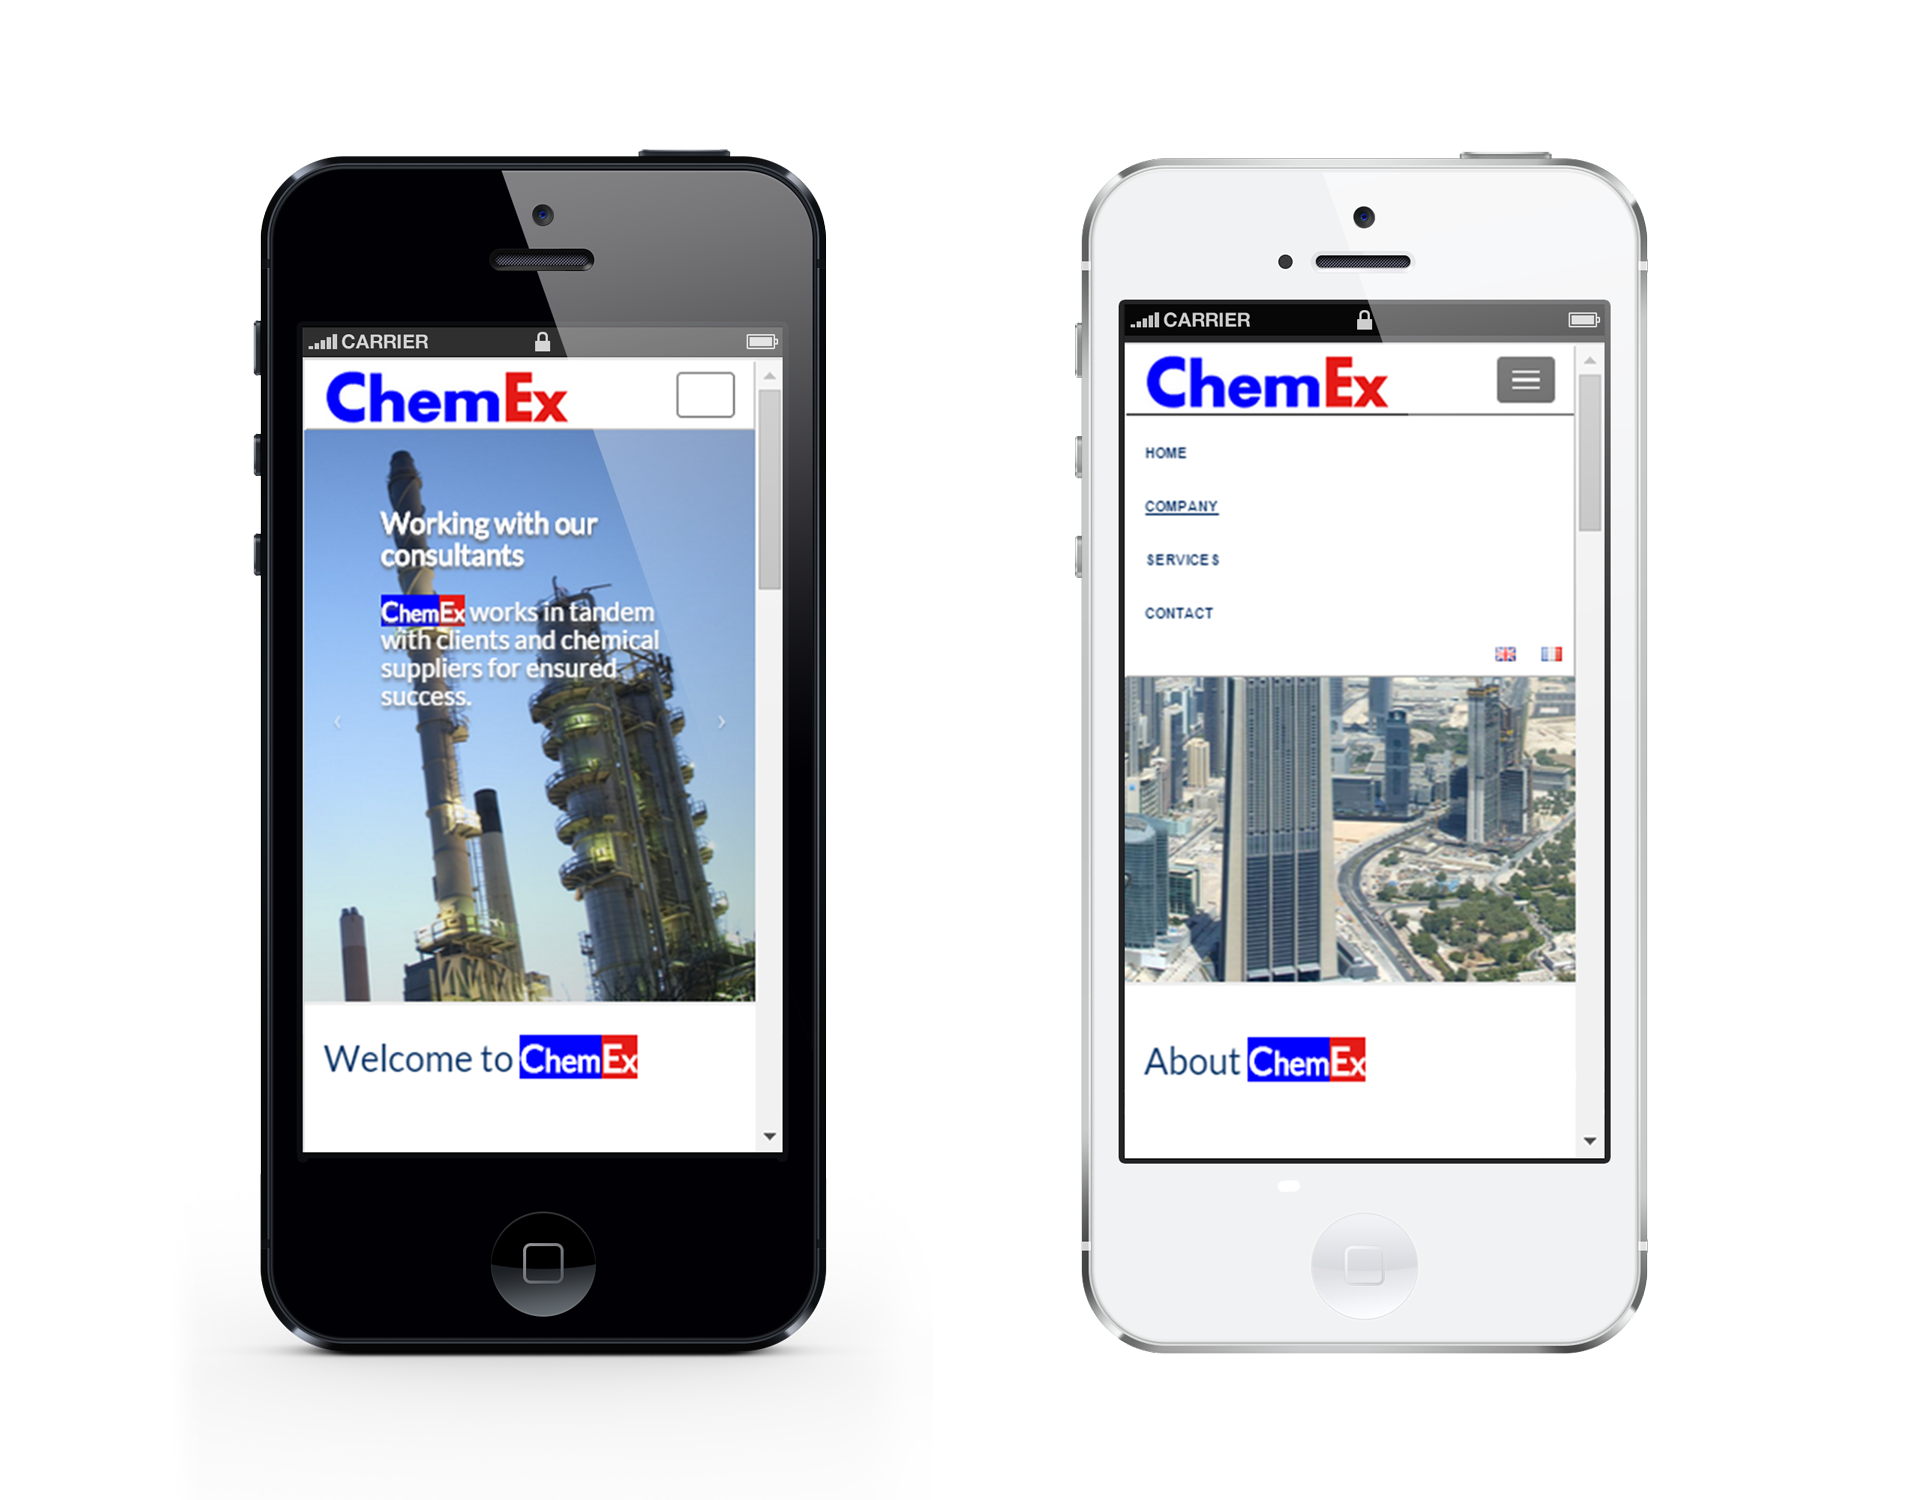 CARRIER
ChemEx
Working with our
consultants
ChemEx works in tandem
with clients and chemical
suppliers for ensured
success.
Welcome to ChemEx
CARRIER
ChemEx
HOME
COMPANY
SERVICES
CONTACT
About ChemEx